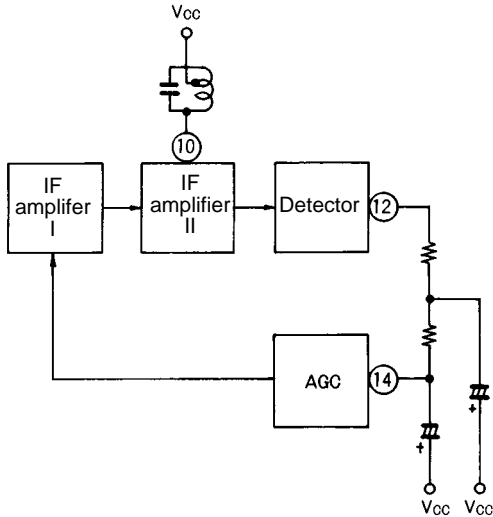 Vcc
10
IF
amplifer
I
IF
amplifier
II
Detector
12
AGC
14
+
+
Vcc
Vcc